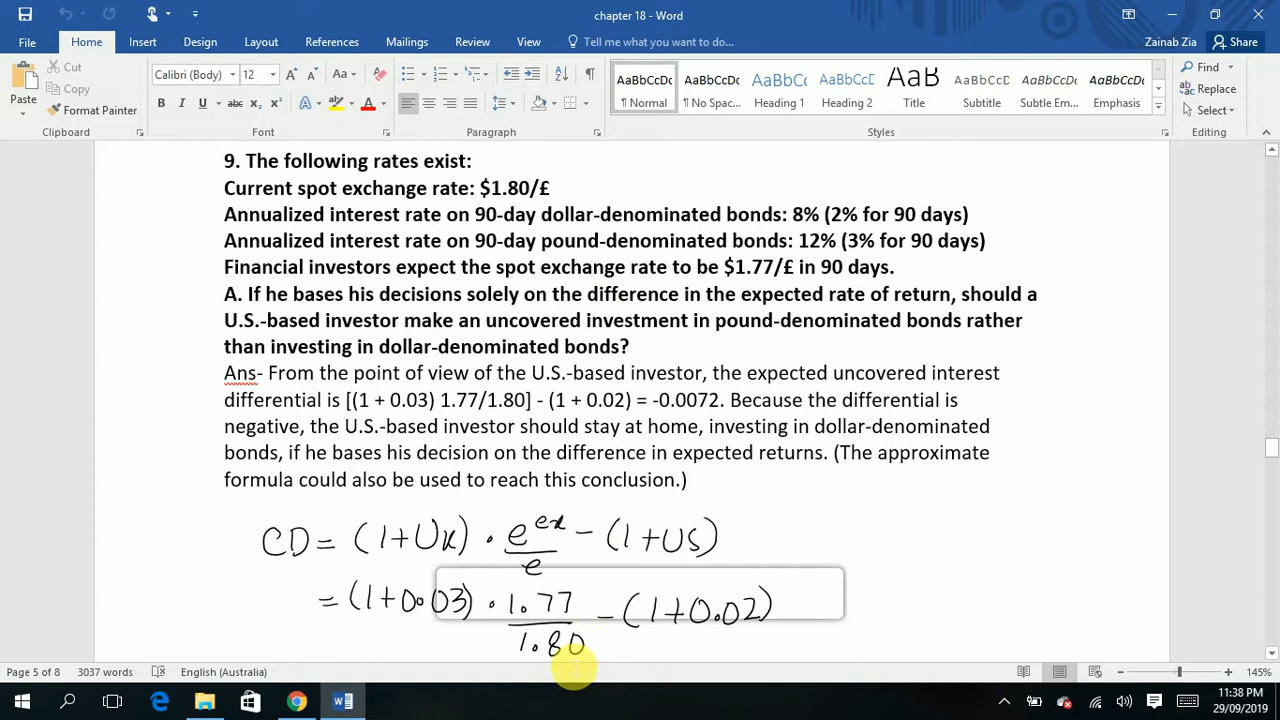 chapter 18 - Word
Zainab Zia
Share
File Home Insert Design Layout References Mailings Review View Tell me what you want to do...
Paste
Cut
Copy
Format Painter
Clipboard
Calibri (Body) 12
Font
Paragraph
AaBbCcDc ¶ Normal
AaBbCcDc ¶ No Spac...
AaBbCc Heading 1
AaBbCcC Heading 2
AaB Title
AaBbCcD Subtitle
AaBbCcDc Subtle Em...
AaBbCcDc Emphasis
Styles
Find
Replace
Select
Editing
9. The following rates exist:
Current spot exchange rate: $1.80/£
Annualized interest rate on 90-day dollar-denominated bonds: 8% (2% for 90 days)
Annualized interest rate on 90-day pound-denominated bonds: 12% (3% for 90 days)
Financial investors expect the spot exchange rate to be $1.77/£ in 90 days.
A. If he bases his decisions solely on the difference in the expected rate of return, should a
U.S.-based investor make an uncovered investment in pound-denominated bonds rather
than investing in dollar-denominated bonds?
Ans- From the point of view of the U.S.-based investor, the expected uncovered interest
differential is [(1 + 0.03) 1.77/1.80] - (1 + 0.02) = -0.0072. Because the differential is
negative, the U.S.-based investor should stay at home, investing in dollar-denominated
bonds, if he bases his decision on the difference in expected returns. (The approximate
formula could also be used to reach this conclusion.)
CD = (1+UK) · e^ex/e - (1+US)
= (1+0.03) · 1.77/1.80 - (1+0.02)
Page 5 of 8 3037 words English (Australia) 145%
11:38 PM
29/09/2019